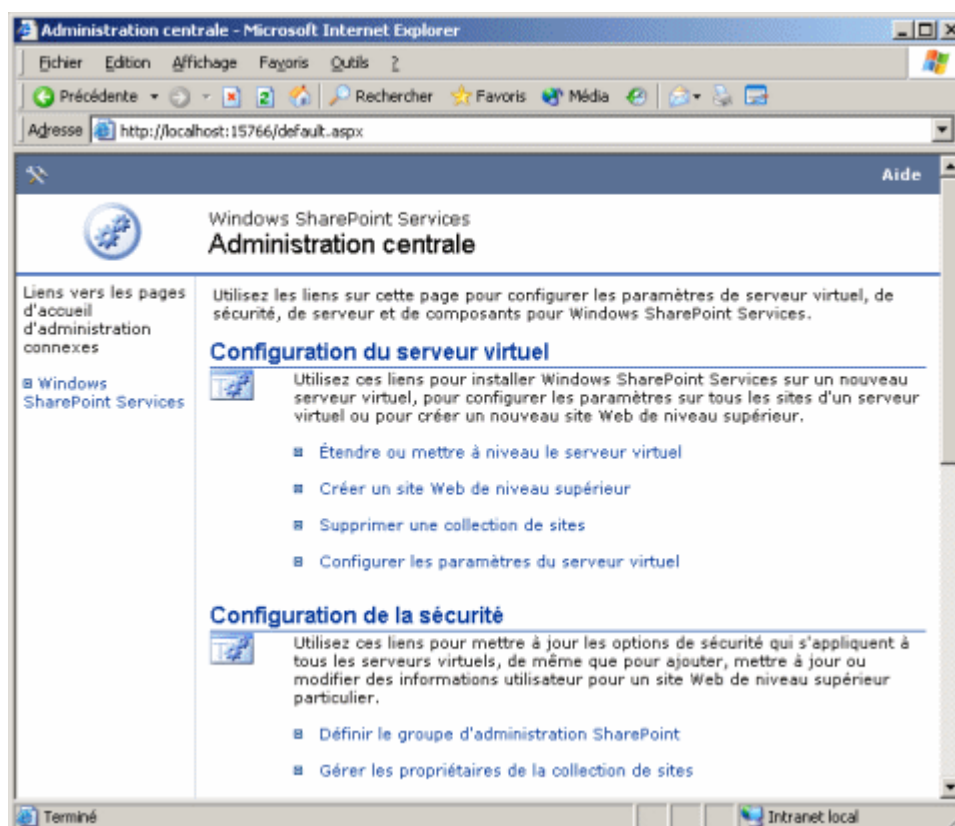 Administration centrale - Microsoft Internet Explorer
Fichier Edition Affichage Favoris Outils ?
Précédente Rechercher Favoris Média
Adresse http://localhost:15766/default.aspx
Aide
Windows SharePoint Services
Administration centrale
Liens vers les pages
d'accueil
d'administration
connexes
Windows
SharePoint Services
Utilisez les liens sur cette page pour configurer les paramètres de serveur virtuel, de
sécurité, de serveur et de composants pour Windows SharePoint Services.
Configuration du serveur virtuel
Utilisez ces liens pour installer Windows SharePoint Services sur un nouveau
serveur virtuel, pour configurer les paramètres sur tous les sites d'un serveur
virtuel ou pour créer un nouveau site Web de niveau supérieur.
Étendre ou mettre à niveau le serveur virtuel
Créer un site Web de niveau supérieur
Supprimer une collection de sites
Configurer les paramètres du serveur virtuel
Configuration de la sécurité
Utilisez ces liens pour mettre à jour les options de sécurité qui s'appliquent à
tous les serveurs virtuels, de même que pour ajouter, mettre à jour ou
modifier des informations utilisateur pour un site Web de niveau supérieur
particulier.
Définir le groupe d'administration SharePoint
Gérer les propriétaires de la collection de sites
Terminé
Intranet local